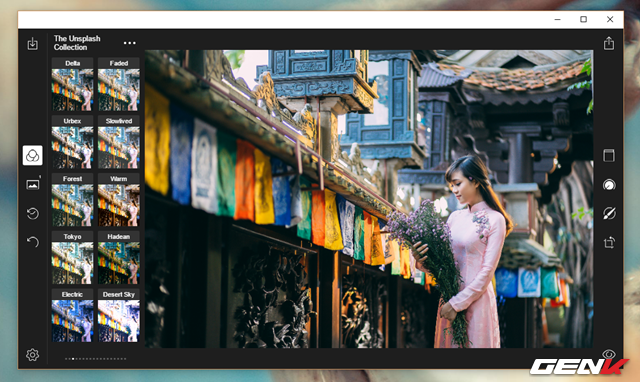 The Unsplash
Collection
Delta
Faded
Urbex
Slowlived
Forest
Warm
Tokyo
Hadean
Electric
Desert Sky
GENK